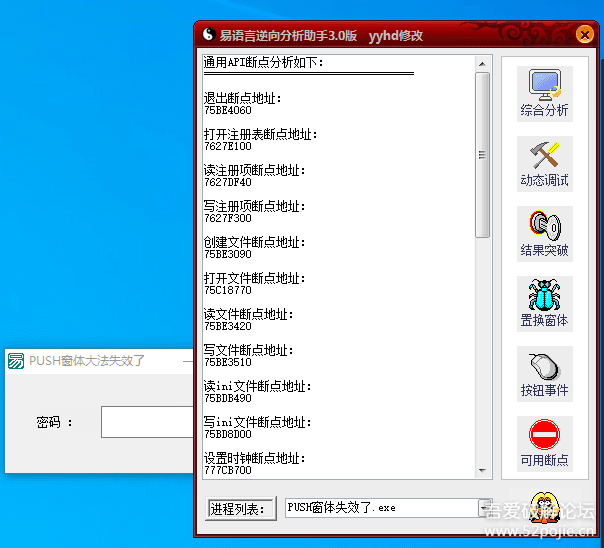 易语言逆向分析助手3.0版 yyhd修改
通用API断点分析如下:
退出断点地址:
75BE4060
打开注册表断点地址:
7627E100
读注册项断点地址:
7627DF40
写注册项断点地址:
7627F300
创建文件断点地址:
75BE3090
打开文件断点地址:
75C18770
读文件断点地址:
75BE3420
写文件断点地址:
75BE3510
读ini文件断点地址:
75BDB490
写ini文件断点地址:
75BD8D00
设置时钟断点地址:
777CB700
综合分析
动态调试
结果突破
置换窗体
按钮事件
可用断点
进程列表:
PUSH窗体失效了.exe
易
PUSH窗体大法失效了
密码 :
吾爱破解论坛
www.52pojie.cn